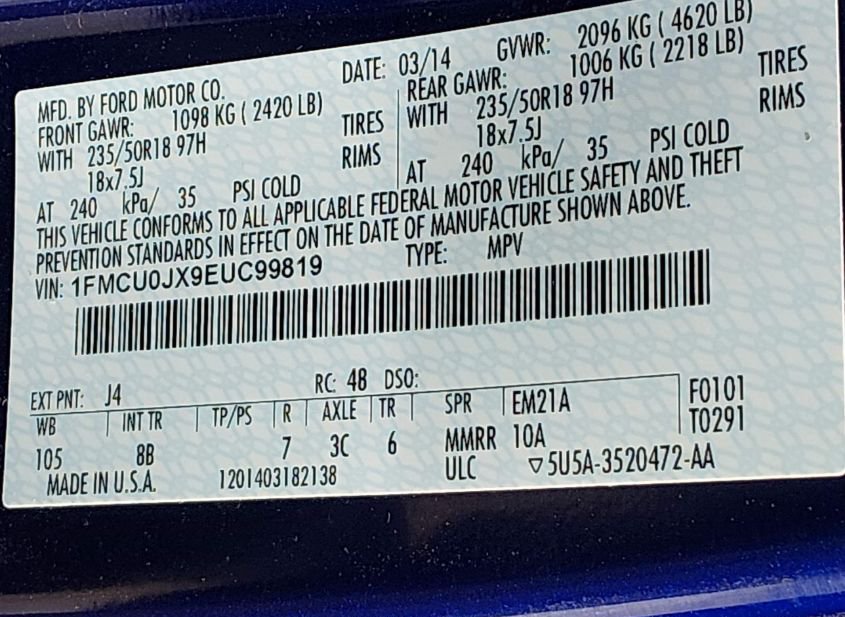 MFD. BY FORD MOTOR CO. DATE: 03/14 GVWR: 2096 KG ( 4620 LB)
FRONT GAWR: 1098 KG ( 2420 LB) REAR GAWR: 1006 KG ( 2218 LB)
WITH 235/50R18 97H TIRES WITH 235/50R18 97H TIRES
18x7.5J RIMS 18x7.5J RIMS
AT 240 kPa/ 35 PSI COLD AT 240 kPa/ 35 PSI COLD
THIS VEHICLE CONFORMS TO ALL APPLICABLE FEDERAL MOTOR VEHICLE SAFETY AND THEFT
PREVENTION STANDARDS IN EFFECT ON THE DATE OF MANUFACTURE SHOWN ABOVE.
VIN: 1FMCU0JX9EUC99819 TYPE: MPV
EXT PNT: J4 RC: 48 DSO:
WB INT TR TP/PS R AXLE TR SPR EM21A F0101
105 8B 7 3C 6 MMRR 10A T0291
MADE IN U.S.A. 1201403182138 ULC ▽5U5A-3520472-AA